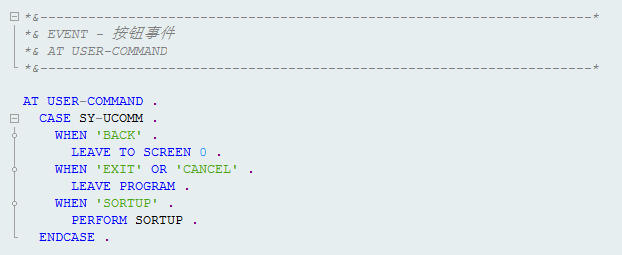 *&---------------------------------------------------------------------*
*& EVENT - 按钮事件
*& AT USER-COMMAND
*&---------------------------------------------------------------------*
AT USER-COMMAND .
CASE SY-UCOMM .
WHEN 'BACK' .
LEAVE TO SCREEN 0 .
WHEN 'EXIT' OR 'CANCEL' .
LEAVE PROGRAM .
WHEN 'SORTUP' .
PERFORM SORTUP .
ENDCASE .